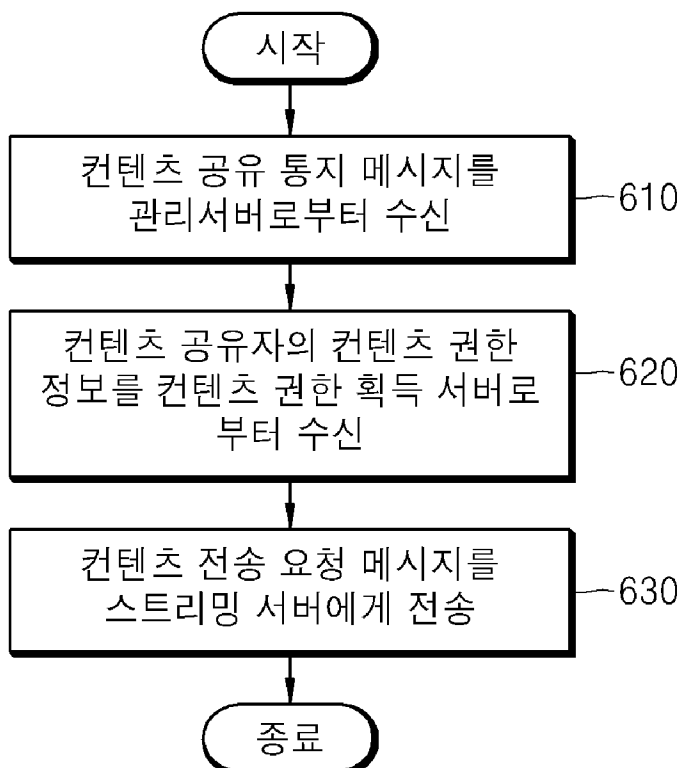 시작
컨텐츠 공유 통지 메시지를
관리서버로부터 수신
610
컨텐츠 공유자의 컨텐츠 권한
정보를 컨텐츠 권한 획득 서버로
부터 수신
620
컨텐츠 전송 요청 메시지를
스트리밍 서버에게 전송
630
종료